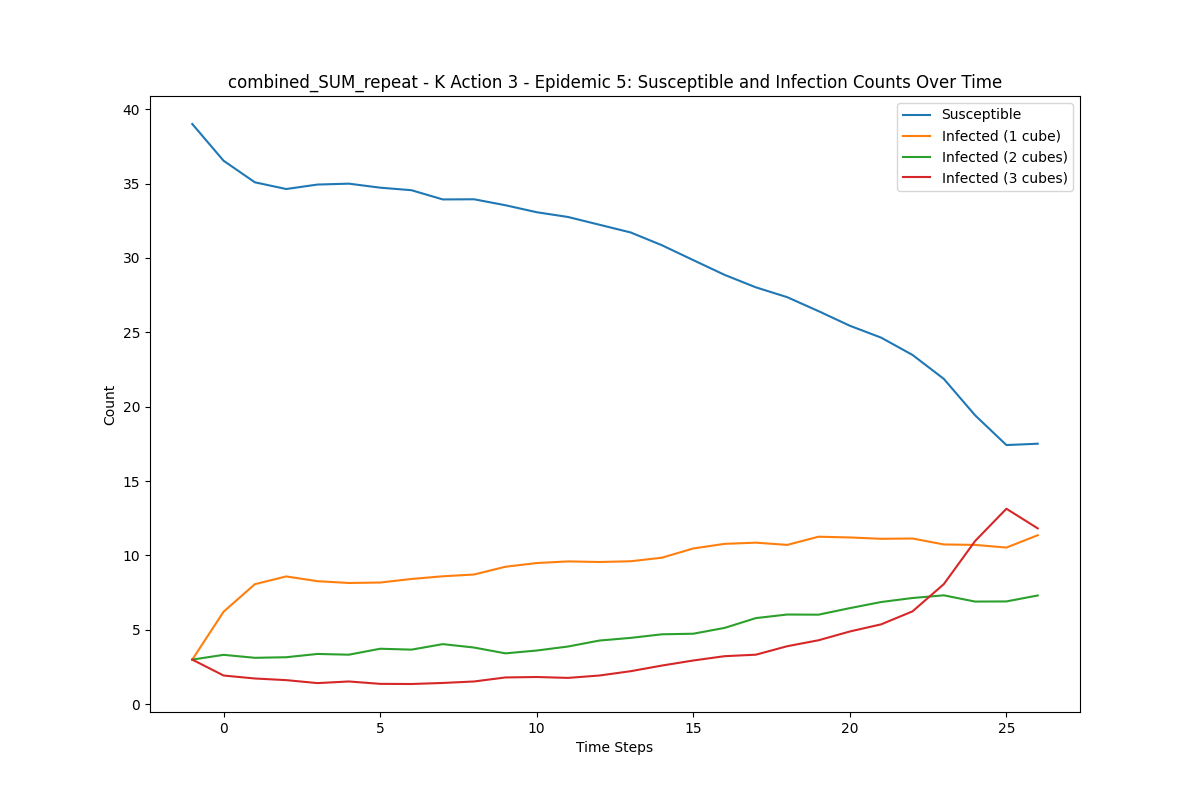 combined_SUM_repeat - K Action 3 - Epidemic 5: Susceptible and Infection Counts Over Time
40
35
30
25
20
15
10
5
0
Count
Susceptible
Infected (1 cube)
Infected (2 cubes)
Infected (3 cubes)
0 5 10 15 20 25
Time Steps